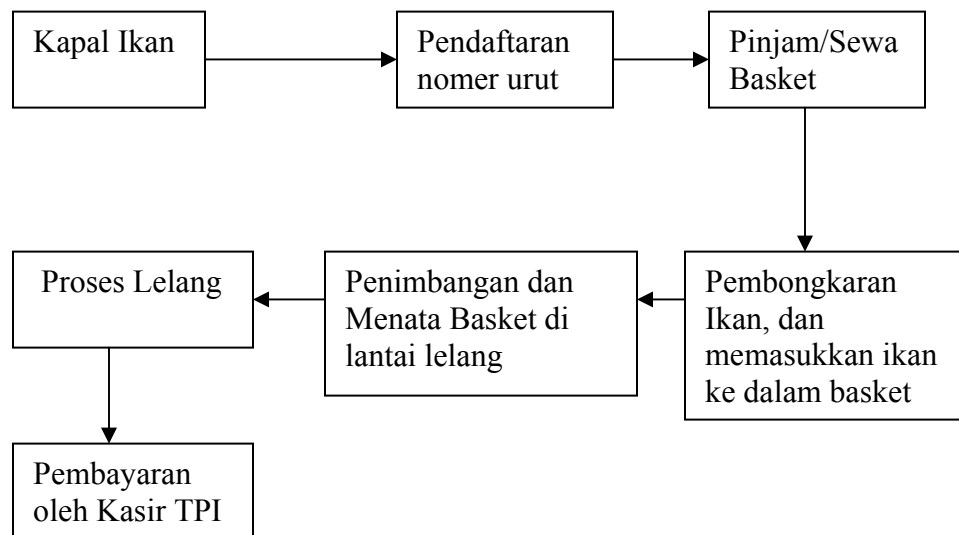 Kapal Ikan
Pendaftaran
nomer urut
Pinjam/Sewa
Basket
Pembongkaran
Ikan, dan
memasukkan ikan
ke dalam basket
Penimbangan dan
Menata Basket di
lantai lelang
Proses Lelang
Pembayaran
oleh Kasir TPI